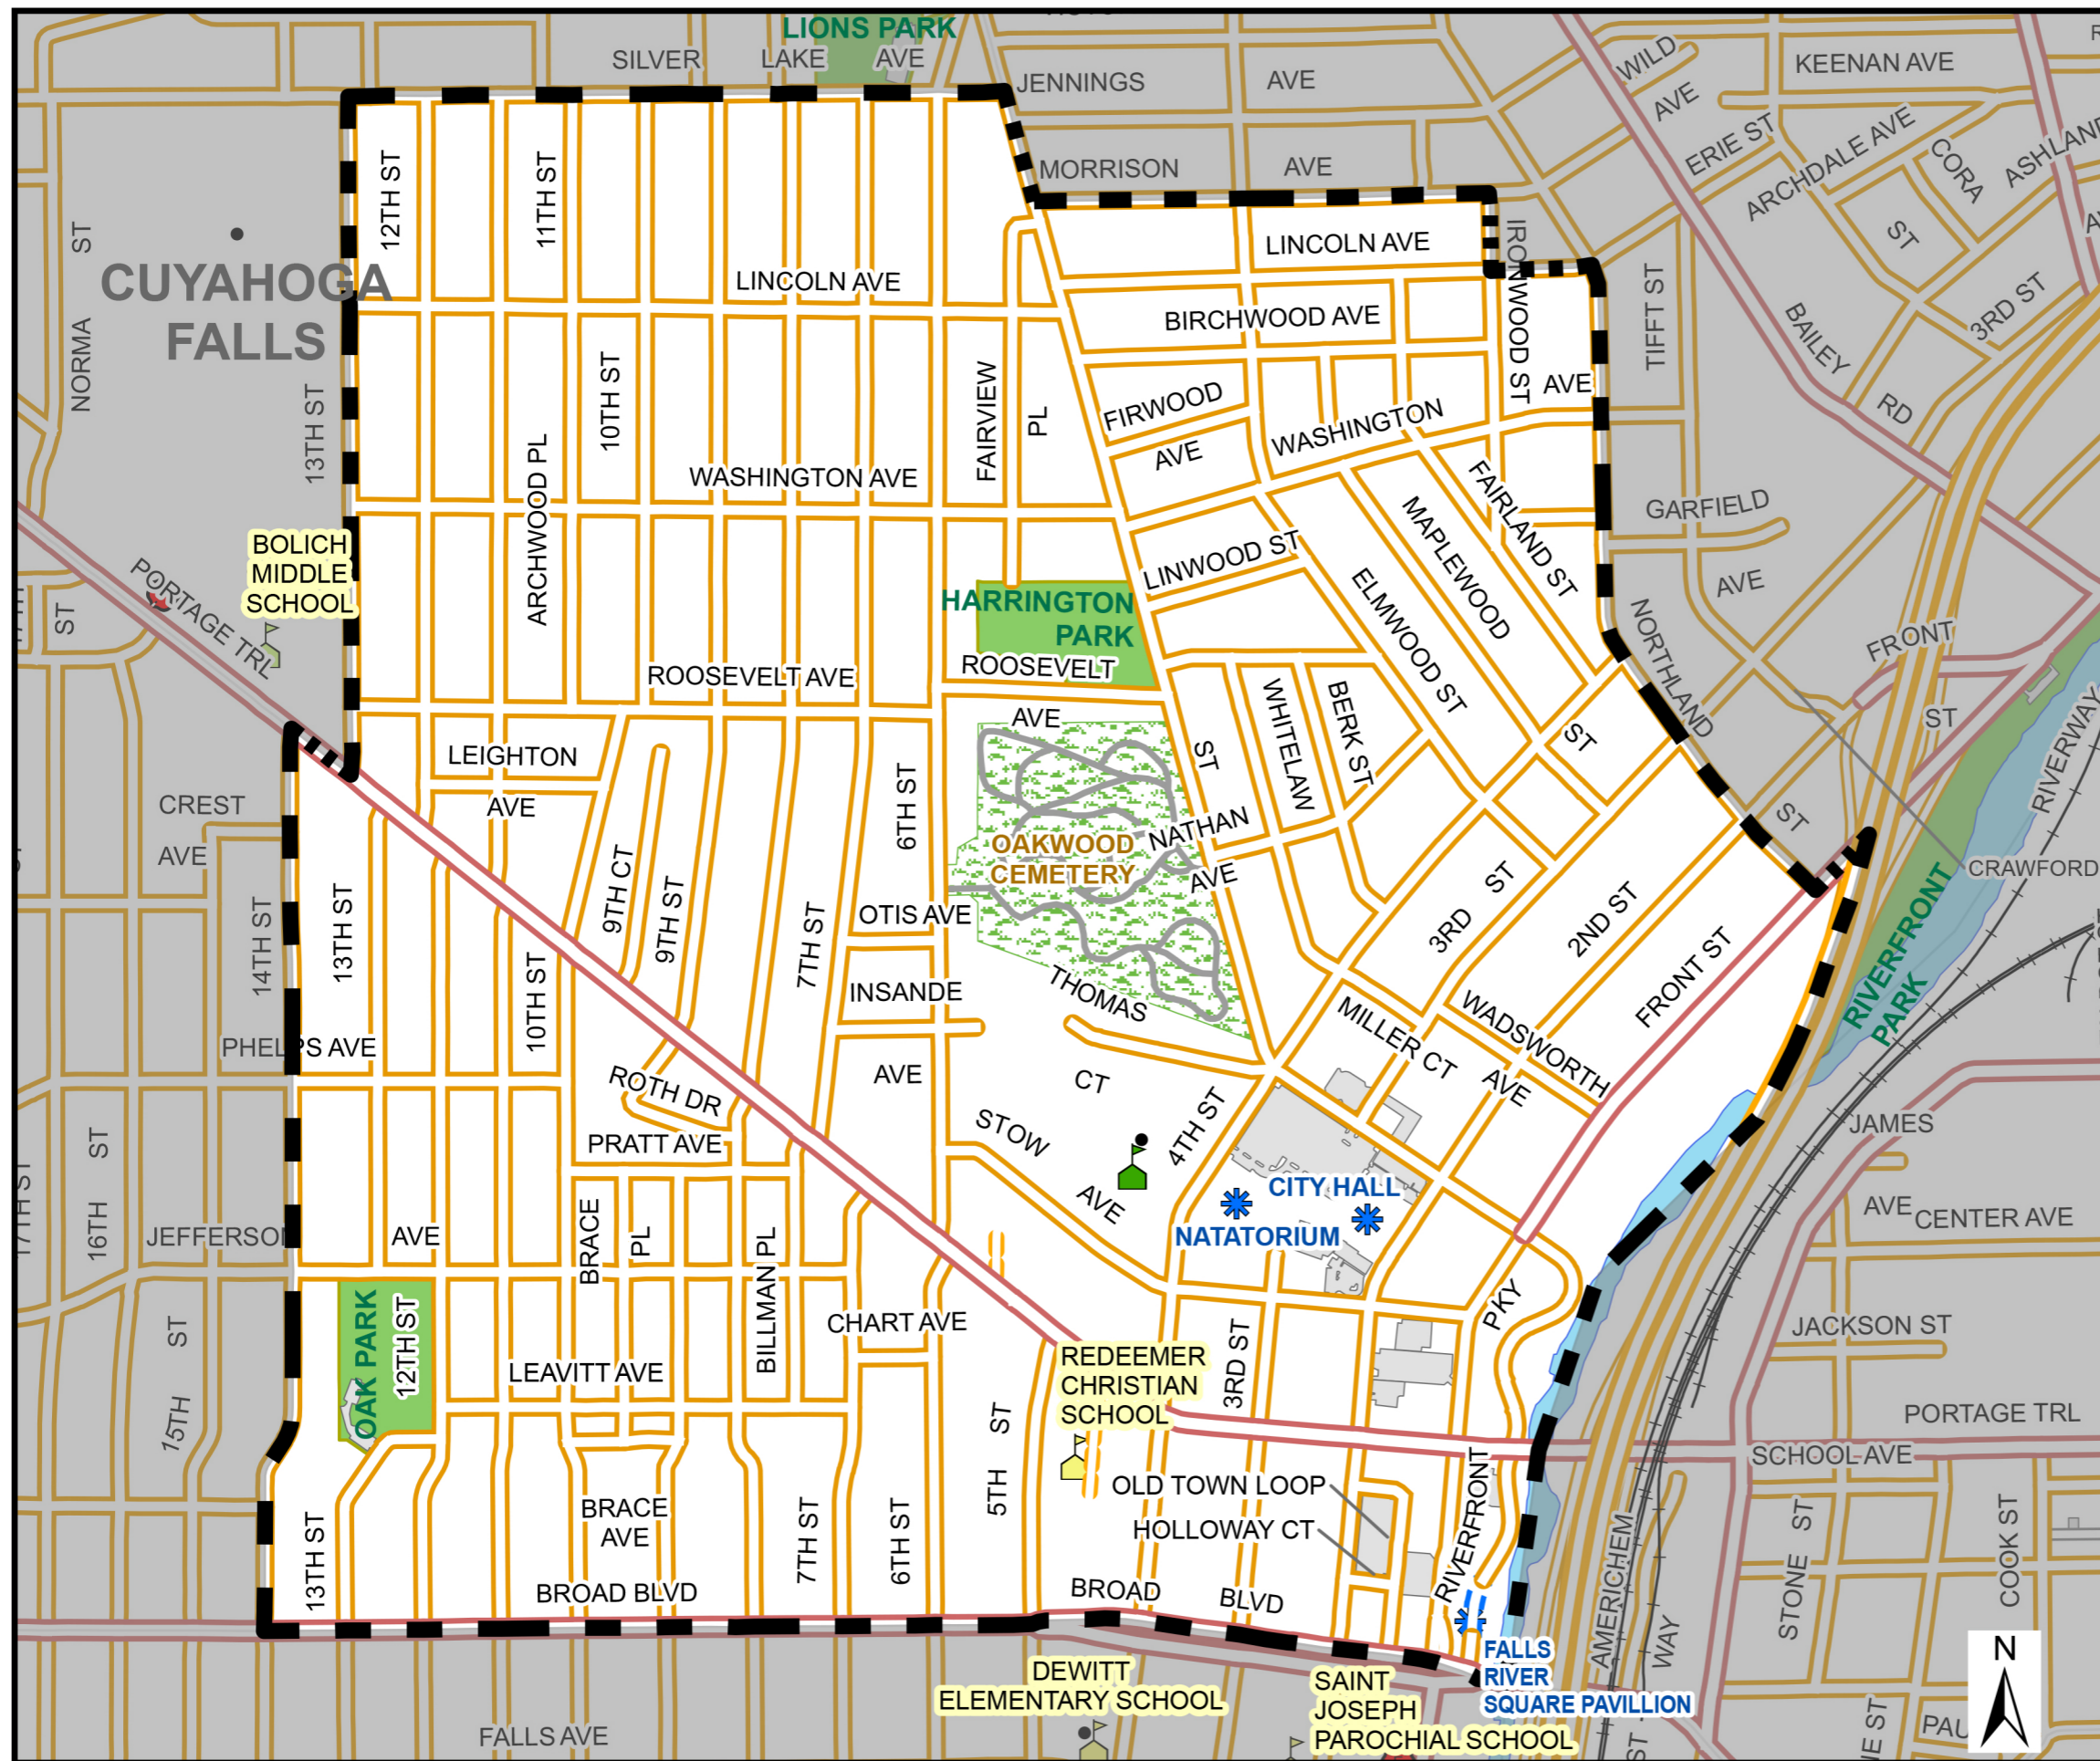 LIONS PARK
SILVER LAKE AVE
JENNINGS AVE
MORRISON AVE
WILD
AVE
KEENAN AVE
ERIE ST
ARCHDALE AVE
CORA
ST
ASHLAND
3RD ST
BAILEY
RD
TIFFT ST
NORMA ST
CUYAHOGA
FALLS
13TH ST
12TH ST
11TH ST
LINCOLN AVE
LINCOLN AVE
IRONWOOD ST
BIRCHWOOD AVE
10TH ST
FAIRVIEW
PL
FIRWOOD
AVE
WASHINGTON
AVE
ARCHWOOD PL
WASHINGTON AVE
FAIRLAND ST
MAPLEWOOD
ST
GARFIELD
AVE
BOLICH
MIDDLE
SCHOOL
PORTAGE TRL
ST
LINWOOD ST
ELMWOOD ST
HARRINGTON
PARK
ROOSEVELT AVE
ROOSEVELT
AVE
NORTHLAND
ST
FRONT
ST
RIVERWAY
WHITELAW
ST
BERK ST
LEIGHTON
AVE
CREST
AVE
6TH ST
OAKWOOD
CEMETERY
NATHAN
AVE
CRAWFORD
9TH CT
9TH ST
7TH ST
OTIS AVE
14TH ST
13TH ST
10TH ST
3RD ST
2ND ST
FRONT ST
RIVERFRONT
PARK
INSANDE
AVE
THOMAS
CT
MILLER CT
WADSWORTH
AVE
PHELPS AVE
ROTH DR
PRATT AVE
STOW
AVE
4TH ST
JAMES
AVE
CENTER AVE
17TH ST
16TH ST
JEFFERSON
AVE
BRACE
PL
BILLMAN PL
CITY HALL
NATATORIUM
PKY
OAK PARK
12TH ST
15TH ST
CHART AVE
LEAVITT AVE
3RD ST
REDEEMER
CHRISTIAN
SCHOOL
JACKSON ST
PORTAGE TRL
SCHOOL AVE
5TH ST
OLD TOWN LOOP
HOLLOWAY CT
RIVERFRONT
13TH ST
BRACE
AVE
7TH ST
6TH ST
BROAD BLVD
BROAD BLVD
AMERICHEM
WAY
STONE ST
COOK ST
FALLS
RIVER
SQUARE PAVILLION
DEWITT
ELEMENTARY SCHOOL
SAINT
JOSEPH
PAROCHIAL SCHOOL
FALLS AVE
ST
N